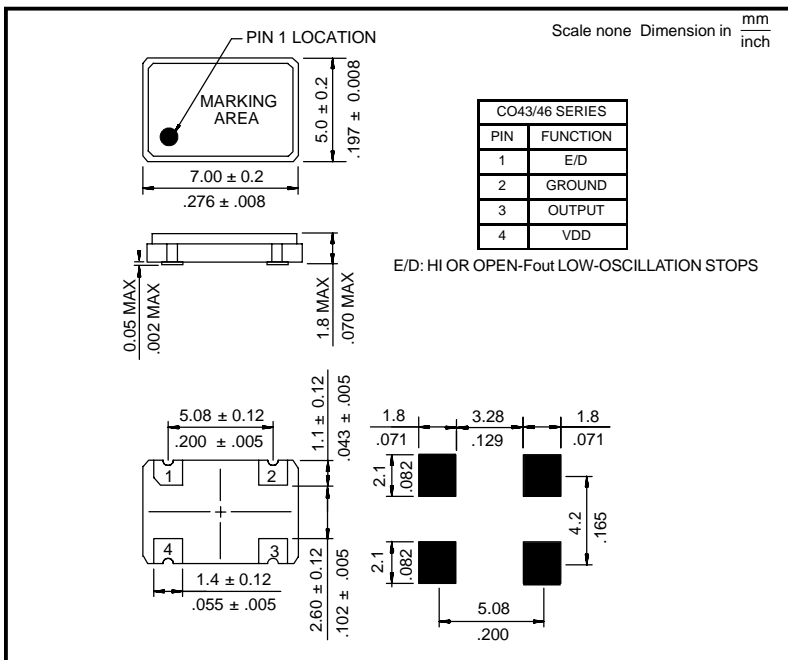 Scale none Dimension in mm
inch
PIN 1 LOCATION
MARKING
AREA
5.0 ± 0.2
.197 ± 0.008
7.00 ± 0.2
.276 ± .008
CO43/46 SERIES
PIN FUNCTION
1 E/D
2 GROUND
3 OUTPUT
4 VDD
E/D: HI OR OPEN-Fout LOW-OSCILLATION STOPS
0.05 MAX
.002 MAX
1.8 MAX
.070 MAX
5.08 ± 0.12
.200 ± .005
1.1 ± 0.12
.043 ± .005
1 2
4 3
1.4 ± 0.12
.055 ± .005
2.60 ± 0.12
.102 ± .005
1.8 3.28 1.8
.071 .129 .071
2.1
.082
4.2
.165
2.1
.082
5.08
.200